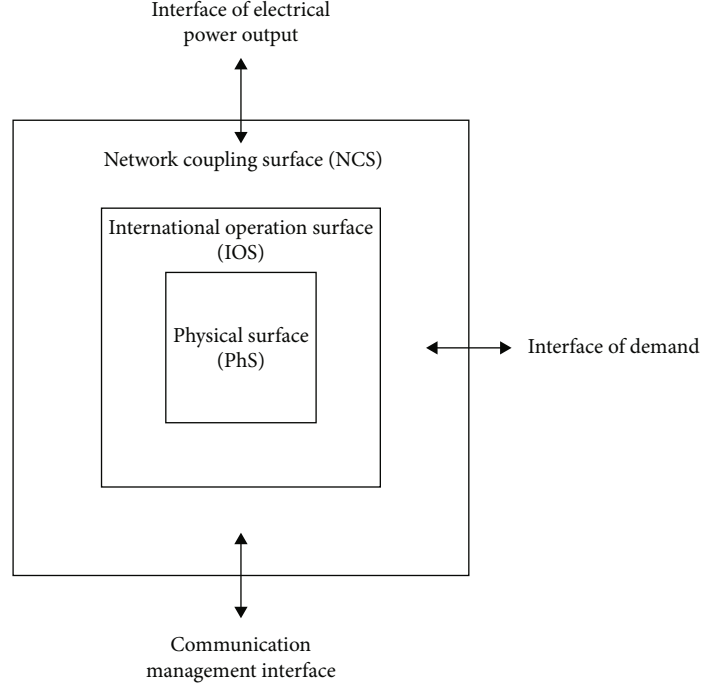 Interface of electrical
power output
Network coupling surface (NCS)
International operation surface
(IOS)
Physical surface
(PhS)
Interface of demand
Communication
management interface